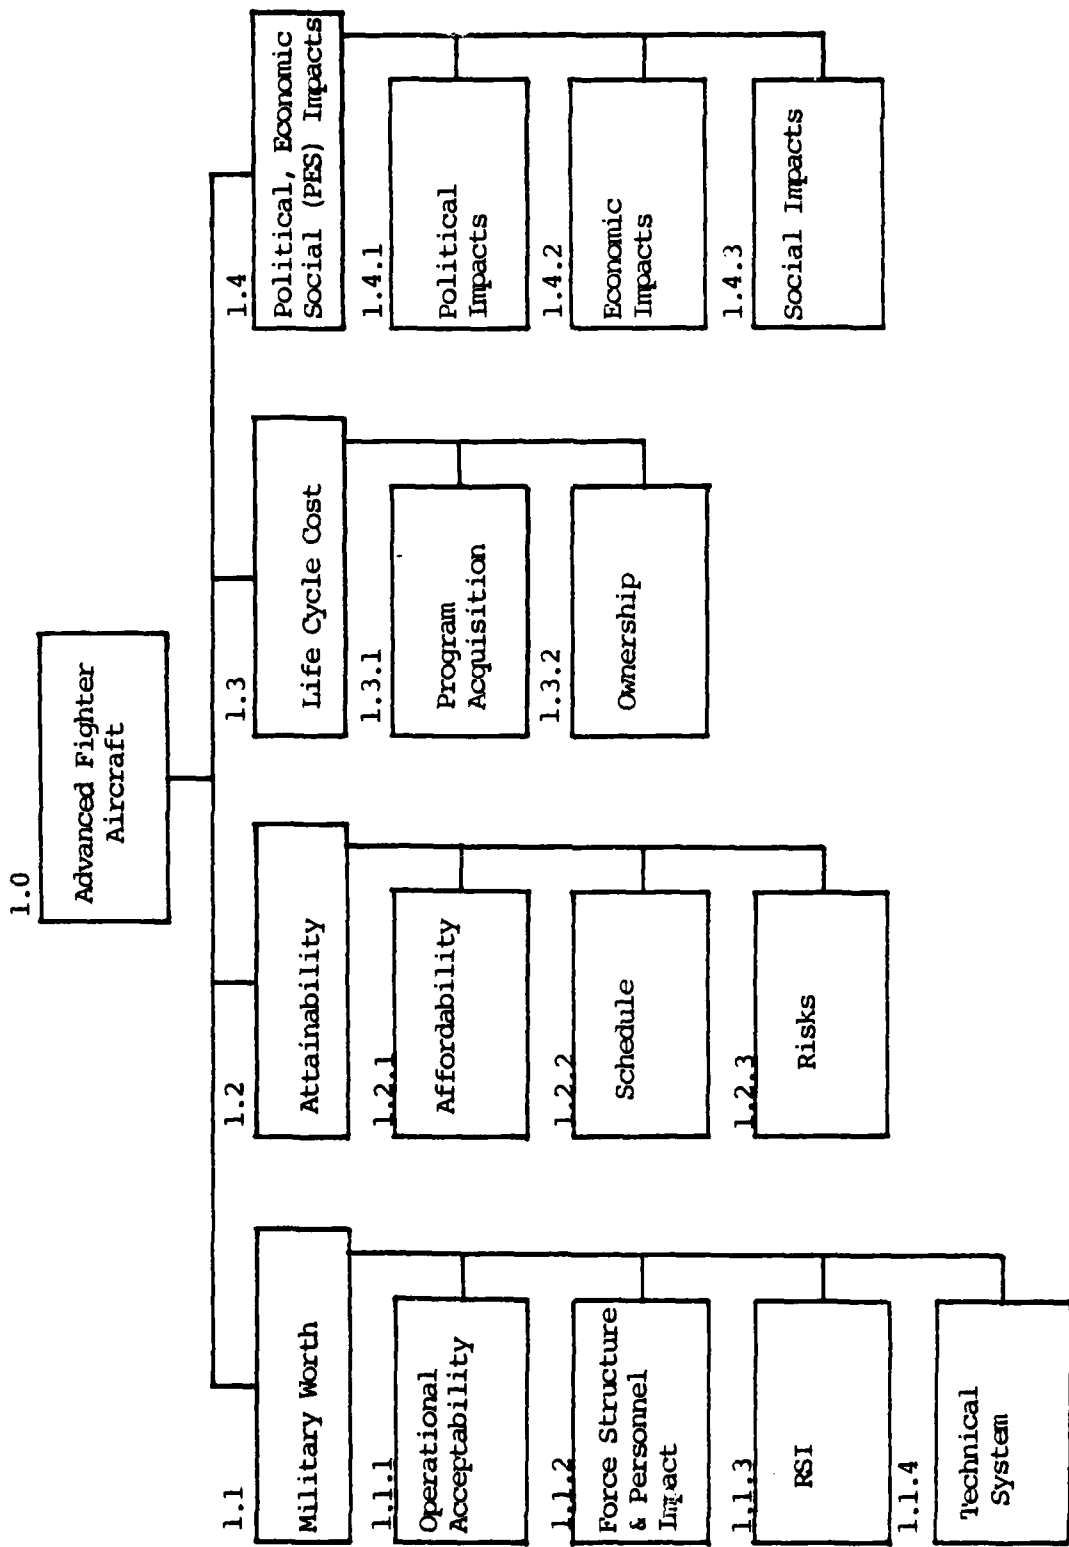 1.0
Advanced Fighter
Aircraft
1.1
Military Worth
1.1.1
Operational
Acceptability
1.1.2
Force Structure
& Personnel
Impact
1.1.3
RSI
1.1.4
Technical
System
1.2
Attainability
1.2.1
Affordability
1.2.2
Schedule
1.2.3
Risks
1.3
Life Cycle Cost
1.3.1
Program
Acquisition
1.3.2
Ownership
1.4
Political, Economic
Social (PES) Impacts
1.4.1
Political
Impacts
1.4.2
Economic
Impacts
1.4.3
Social Impacts